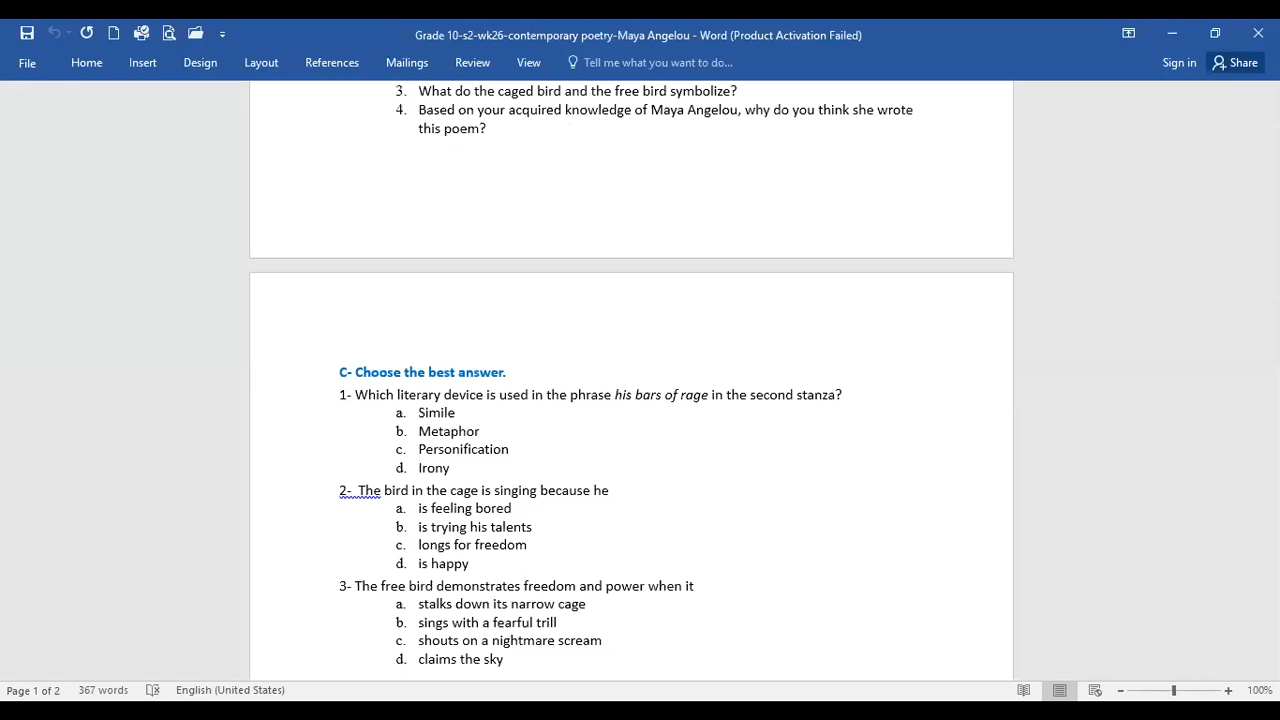 Grade 10-s2-wk26-contemporary poetry-Maya Angelou - Word (Product Activation Failed)
File Home Insert Design Layout References Mailings Review View Tell me what you want to do... Sign in Share
3. What do the caged bird and the free bird symbolize?
4. Based on your acquired knowledge of Maya Angelou, why do you think she wrote
this poem?
C- Choose the best answer.
1- Which literary device is used in the phrase his bars of rage in the second stanza?
a. Simile
b. Metaphor
c. Personification
d. Irony
2- The bird in the cage is singing because he
a. is feeling bored
b. is trying his talents
c. longs for freedom
d. is happy
3- The free bird demonstrates freedom and power when it
a. stalks down its narrow cage
b. sings with a fearful trill
c. shouts on a nightmare scream
d. claims the sky
Page 1 of 2 367 words English (United States) 100%